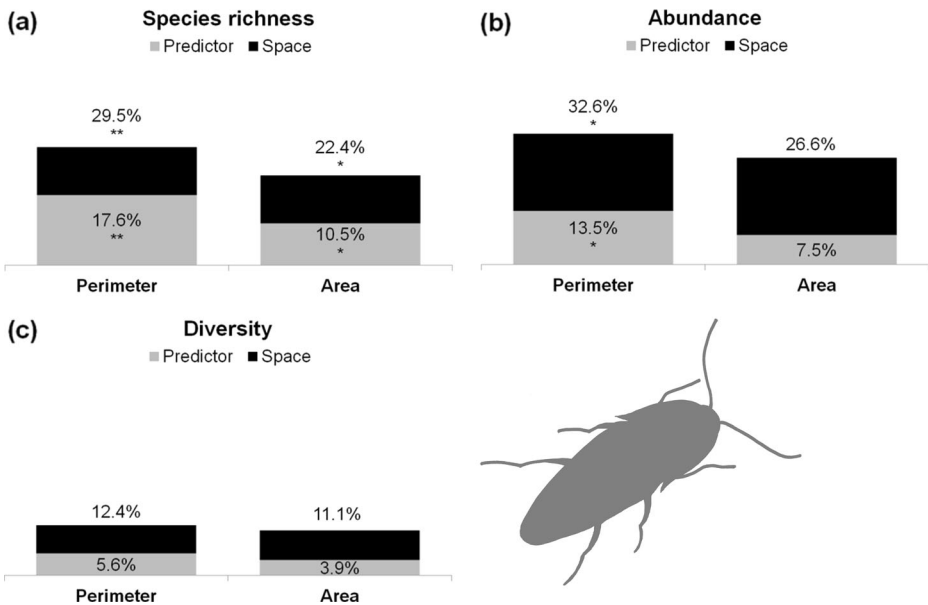 (a)
Species richness
Predictor Space
29.5%
**
22.4%
*
17.6%
**
10.5%
*
Perimeter Area
(b)
Abundance
Predictor Space
32.6%
*
26.6%
13.5%
*
7.5%
Perimeter Area
(c)
Diversity
Predictor Space
12.4%
11.1%
5.6%
3.9%
Perimeter Area